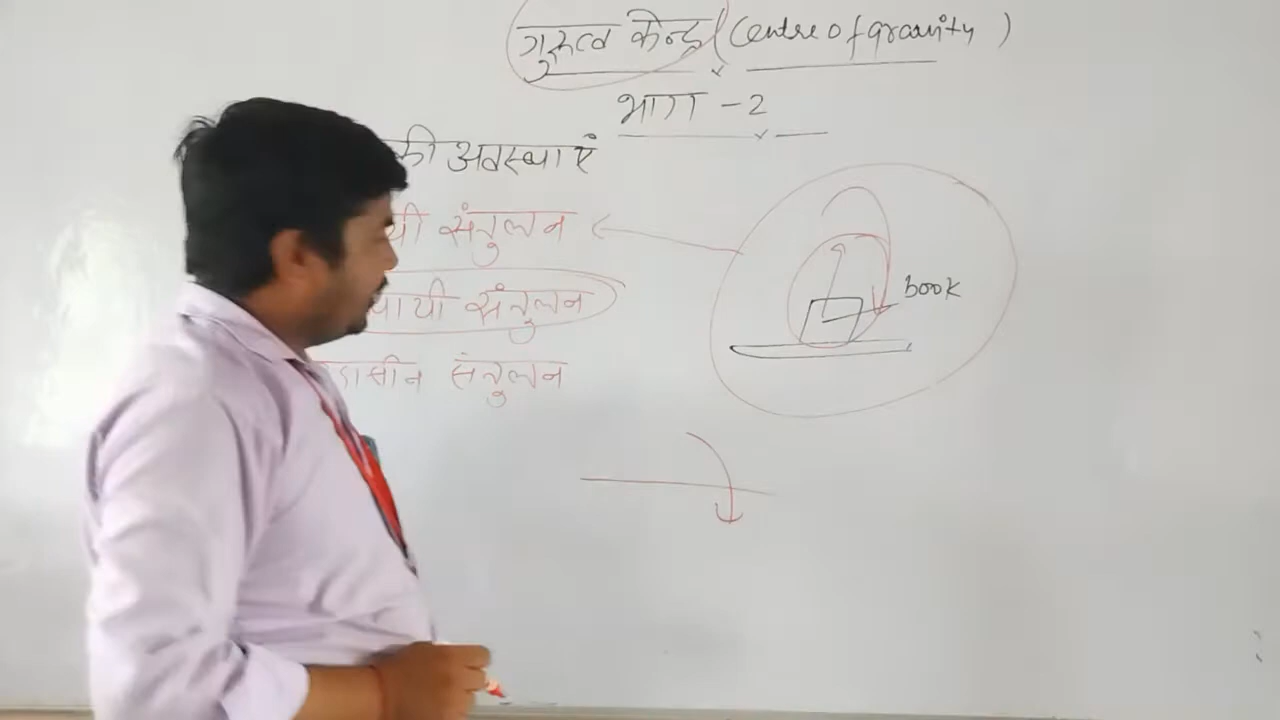 गुरुत्व केन्द्र (Centre of gravity)
भाग - 2
की अवस्थाएं
यी संतुलन
book
थायी संतुलन
दासीन संतुलन